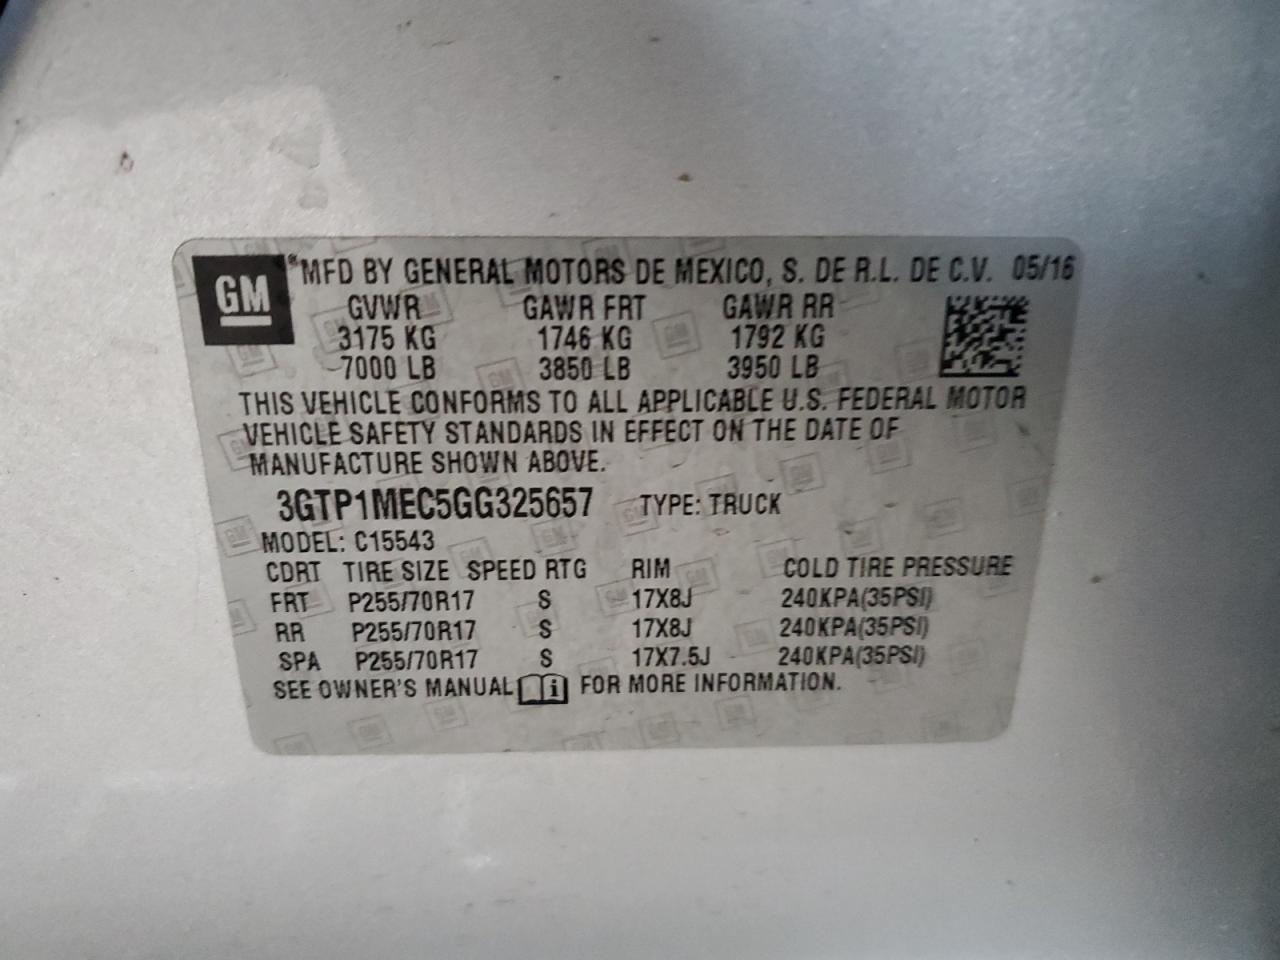 GM ® MFD BY GENERAL MOTORS DE MEXICO, S. DE R.L. DE C.V. 05/16
GVWR GAWR FRT GAWR RR
3175 KG 1746 KG 1792 KG
7000 LB 3850 LB 3950 LB
THIS VEHICLE CONFORMS TO ALL APPLICABLE U.S. FEDERAL MOTOR
VEHICLE SAFETY STANDARDS IN EFFECT ON THE DATE OF
MANUFACTURE SHOWN ABOVE.
3GTP1MEC5GG325657 TYPE: TRUCK
MODEL: C15543
CDRT TIRE SIZE SPEED RTG RIM COLD TIRE PRESSURE
FRT P255/70R17 S 17X8J 240KPA(35PSI)
RR P255/70R17 S 17X8J 240KPA(35PSI)
SPA P255/70R17 S 17X7.5J 240KPA(35PSI)
SEE OWNER'S MANUAL i FOR MORE INFORMATION.